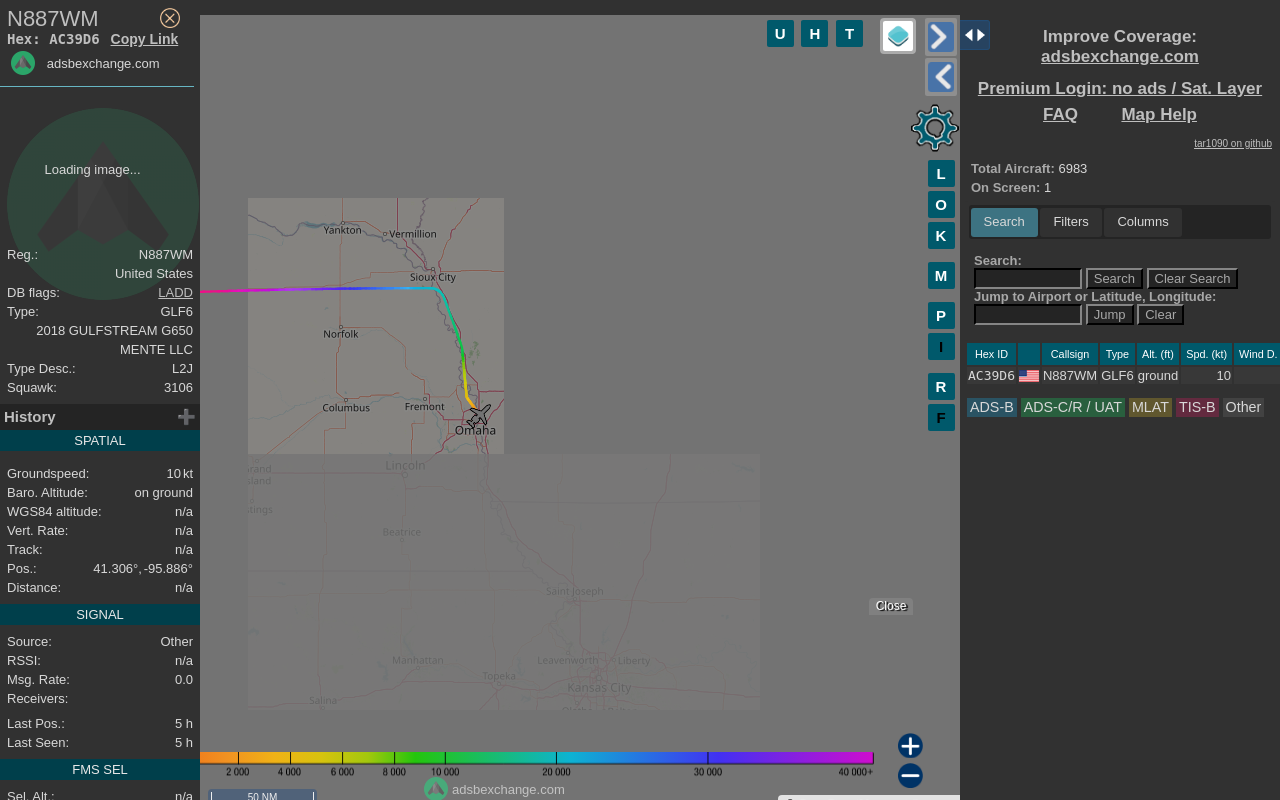 N887WM
Hex: AC39D6 Copy Link
adsbexchange.com
Loading image...
Reg.: N887WM
United States
DB flags: LADD
Type: GLF6
2018 GULFSTREAM G650
MENTE LLC
Type Desc.: L2J
Squawk: 3106
History
SPATIAL
Groundspeed: 10 kt
Baro. Altitude: on ground
WGS84 altitude: n/a
Vert. Rate: n/a
Track: n/a
Pos.: 41.306°, -95.886°
Distance: n/a
SIGNAL
Source: Other
RSSI: n/a
Msg. Rate: 0.0
Receivers:
Last Pos.: 5 h
Last Seen: 5 h
FMS SEL
Sel. Alt.: n/a
U H T
L
O
K
M
P
I
R
F
Yankton
Vermillion
Sioux City
Norfolk
Columbus
Fremont
Omaha
Lincoln
Beatrice
Saint Joseph
Manhattan
Leavenworth
Liberty
Topeka
Kansas City
Salina
Close
2 000 4 000 6 000 8 000 10 000 20 000 30 000 40 000+
adsbexchange.com
50 NM
Improve Coverage:
adsbexchange.com
Premium Login: no ads / Sat. Layer
FAQ Map Help
tar1090 on github
Total Aircraft: 6983
On Screen: 1
Search Filters Columns
Search:
Search Clear Search
Jump to Airport or Latitude, Longitude:
Jump Clear
Hex ID Callsign Type Alt. (ft) Spd. (kt) Wind D.
AC39D6 N887WM GLF6 ground 10
ADS-B ADS-C/R / UAT MLAT TIS-B Other